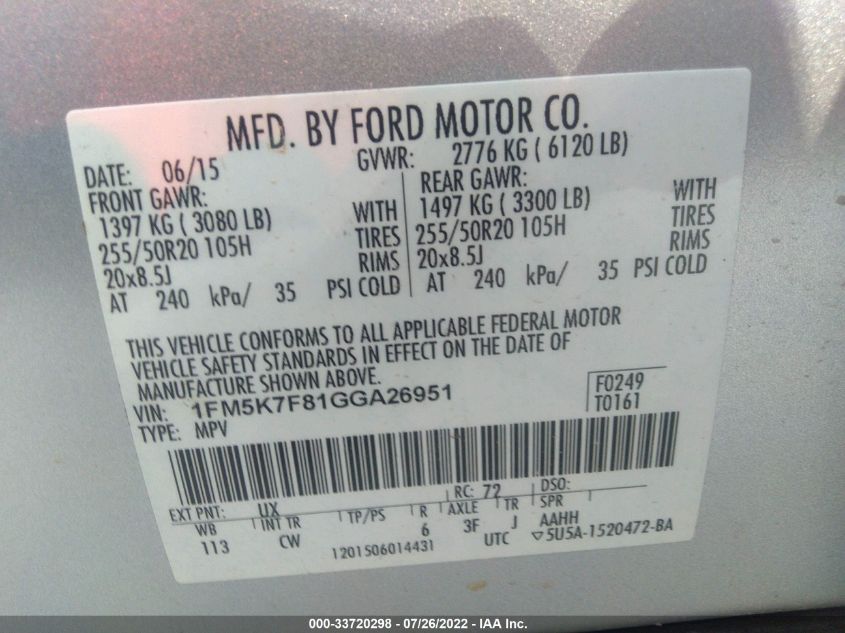 MFD. BY FORD MOTOR CO.
DATE: 06/15 GVWR: 2776 KG ( 6120 LB)
FRONT GAWR: REAR GAWR:
1397 KG ( 3080 LB) WITH 1497 KG ( 3300 LB) WITH
255/50R20 105H TIRES 255/50R20 105H TIRES
20x8.5J RIMS 20x8.5J RIMS
AT 240 kPa/ 35 PSI COLD AT 240 kPa/ 35 PSI COLD
THIS VEHICLE CONFORMS TO ALL APPLICABLE FEDERAL MOTOR
VEHICLE SAFETY STANDARDS IN EFFECT ON THE DATE OF
MANUFACTURE SHOWN ABOVE.
VIN: 1FM5K7F81GGA26951 F0249
TYPE: MPV T0161
EXT PNT: UX RC: 72 DSO:
WB INT TR TP/PS R AXLE TR SPR
113 CW 6 3F J AAHH
1201506014431 UTC ▽5U5A-1520472-BA
000-33720298 - 07/26/2022 - IAA Inc.